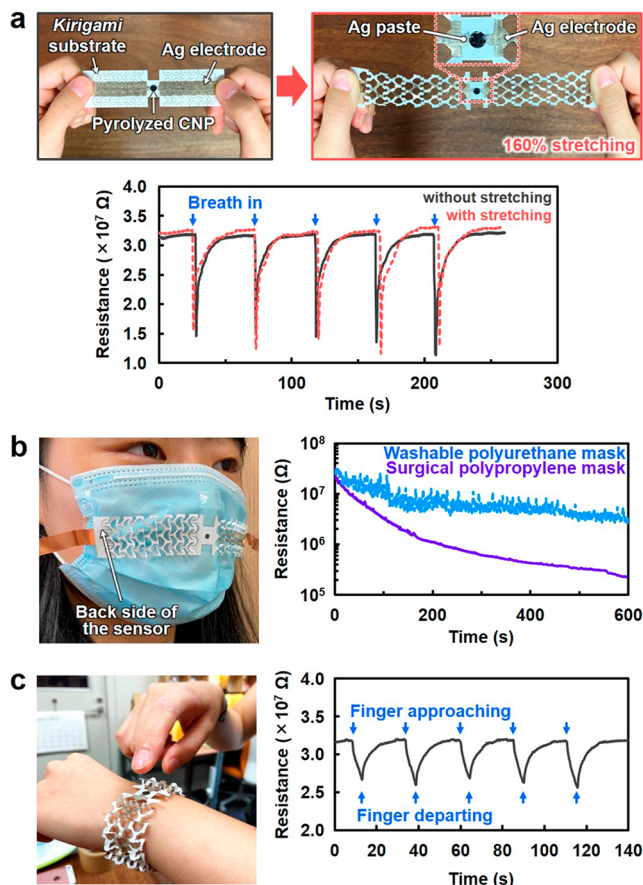 a
Kirigami
substrate
Ag electrode
Pyrolyzed CNP
Ag paste
Ag electrode
160% stretching
Resistance (×10⁷ Ω)
4.0
3.5
3.0
2.5
2.0
1.5
1.0
Breath in
without stretching
with stretching
0
100
200
300
Time (s)
b
Back side of
the sensor
Resistance (Ω)
10⁸
10⁷
10⁶
10⁵
Washable polyurethane mask
Surgical polypropylene mask
0
200
400
600
Time (s)
c
Resistance (×10⁷ Ω)
4.0
3.5
3.0
2.5
2.0
Finger approaching
Finger departing
0
20
40
60
80
100
120
140
Time (s)